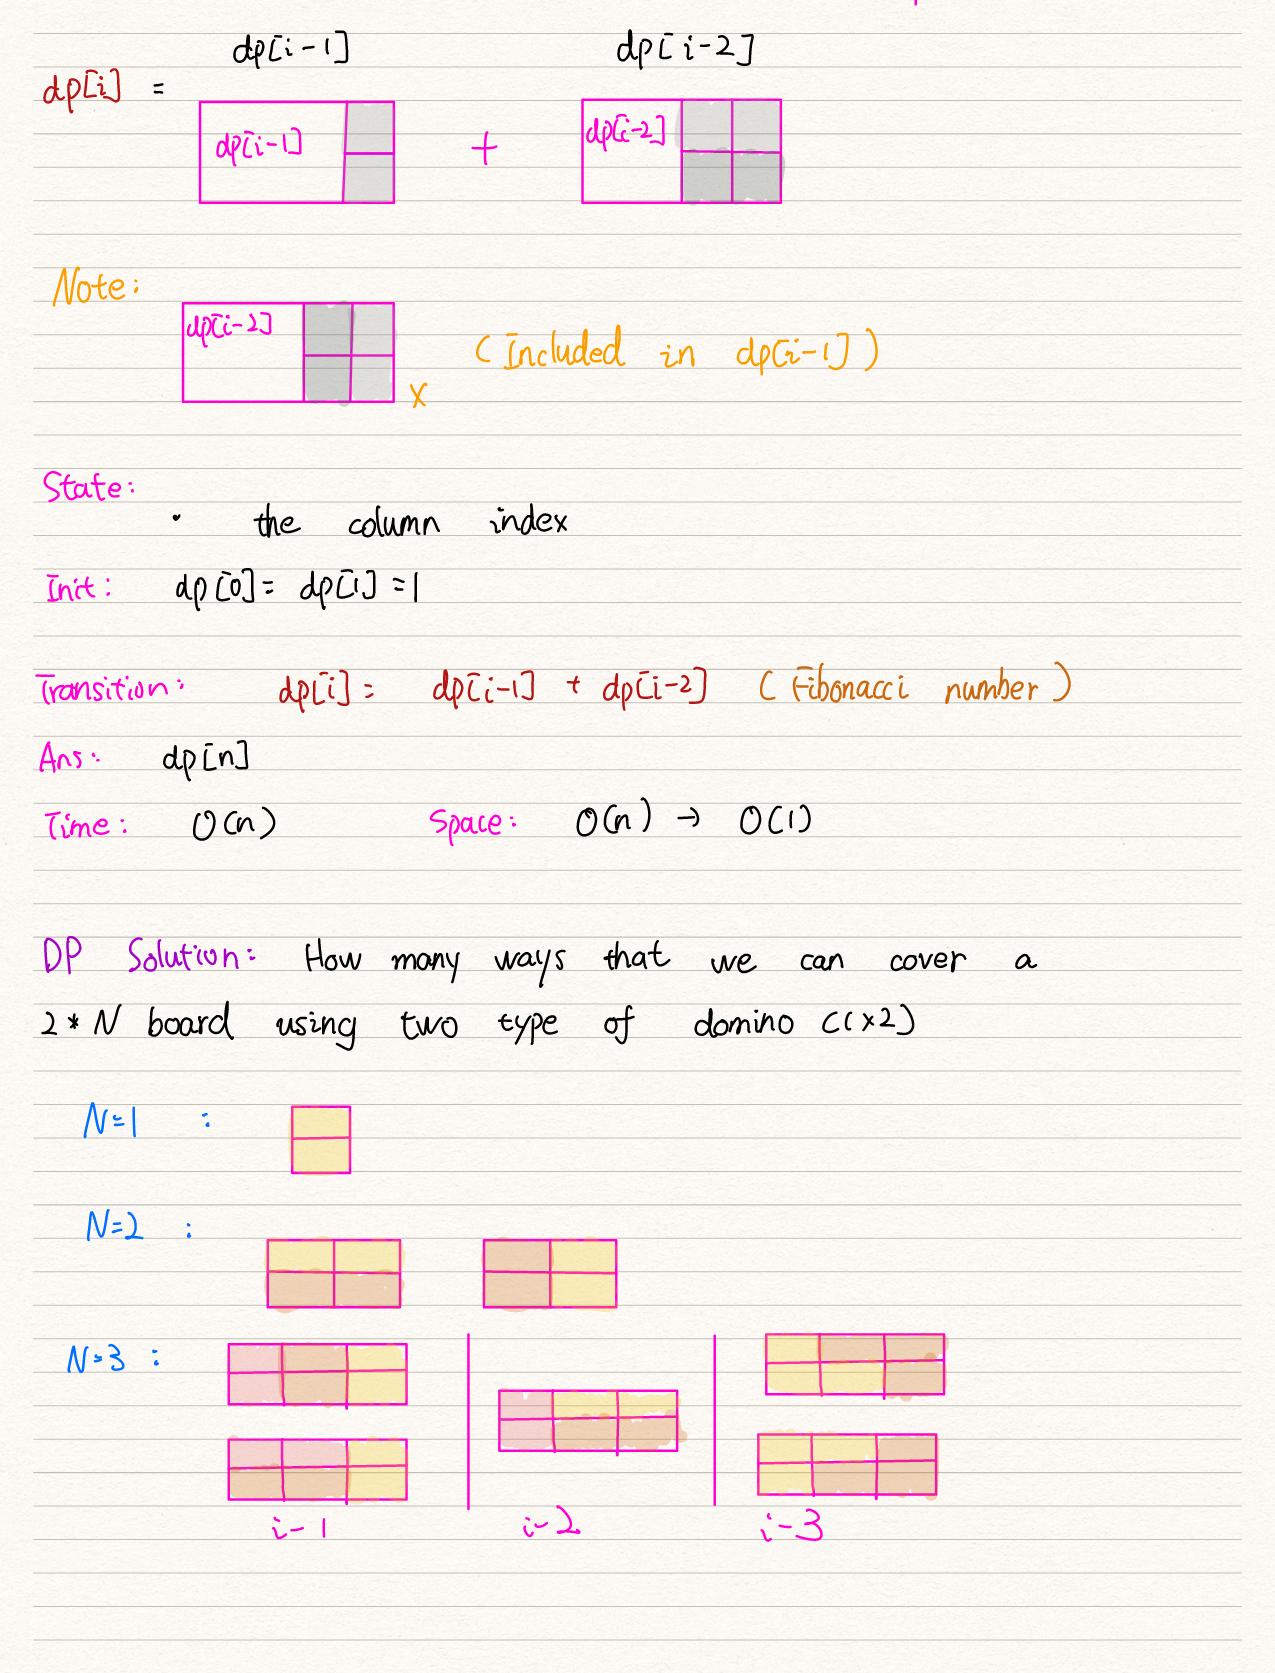 dp[i-1] dp[i-2]
dp[i] =
dp[i-1] + dp[i-2]
Note:
dp[i-2] (Included in dp[i-1])
x
State:
· the column index
Init: dp[0]= dp[1] =1
Transition: dp[i]= dp[i-1] + dp[i-2] (Fibonacci number)
Ans: dp[n]
Time: O(n) Space: O(n) → O(1)
DP Solution: How many ways that we can cover a
2*N board using two type of domino (1x2)
N=1 :
N=2 :
N=3 :
i-1 i-2 i-3